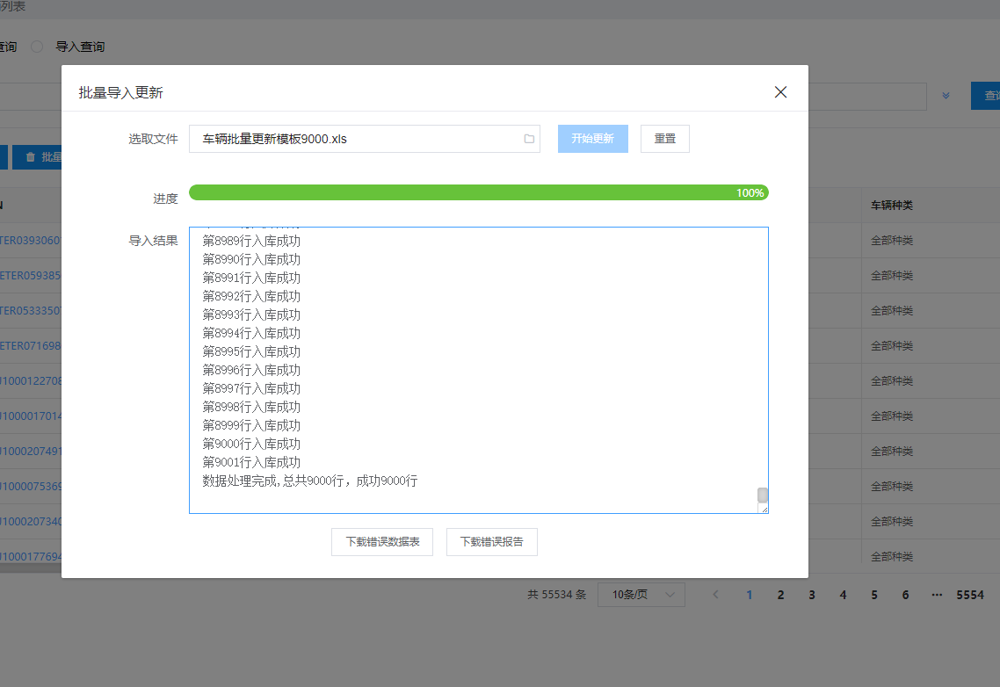 列表
查询 导入查询
批量导入更新
选取文件 车辆批量更新模板9000.xls 开始更新 重置
批量
进度 100%
车辆种类
导入结果
第8989行入库成功
第8990行入库成功
第8991行入库成功
第8992行入库成功
第8993行入库成功
第8994行入库成功
第8995行入库成功
第8996行入库成功
第8997行入库成功
第8998行入库成功
第8999行入库成功
第9000行入库成功
第9001行入库成功
数据处理完成,总共9000行，成功9000行
下载错误数据表 下载错误报告
TER0393060
ETER059385
TER0533350
ETER071698
100012270
100001701
100020749
100007536
100020734
100017769
全部种类
全部种类
全部种类
全部种类
全部种类
全部种类
全部种类
全部种类
全部种类
全部种类
共 55534 条 10条/页 1 2 3 4 5 6 ··· 5554